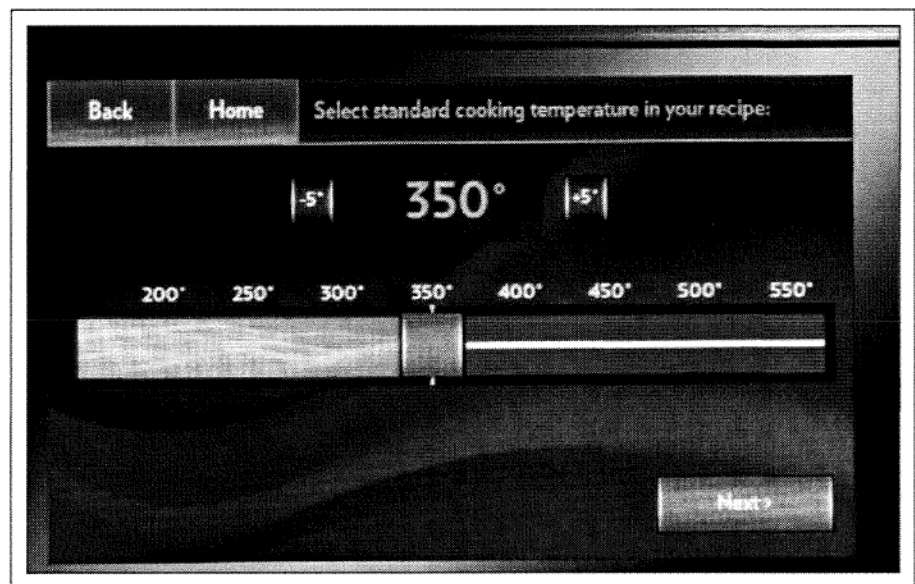 Back Home Select standard cooking temperature in your recipe:
-5° 350° +5°
200° 250° 300° 350° 400° 450° 500° 550°
Next>